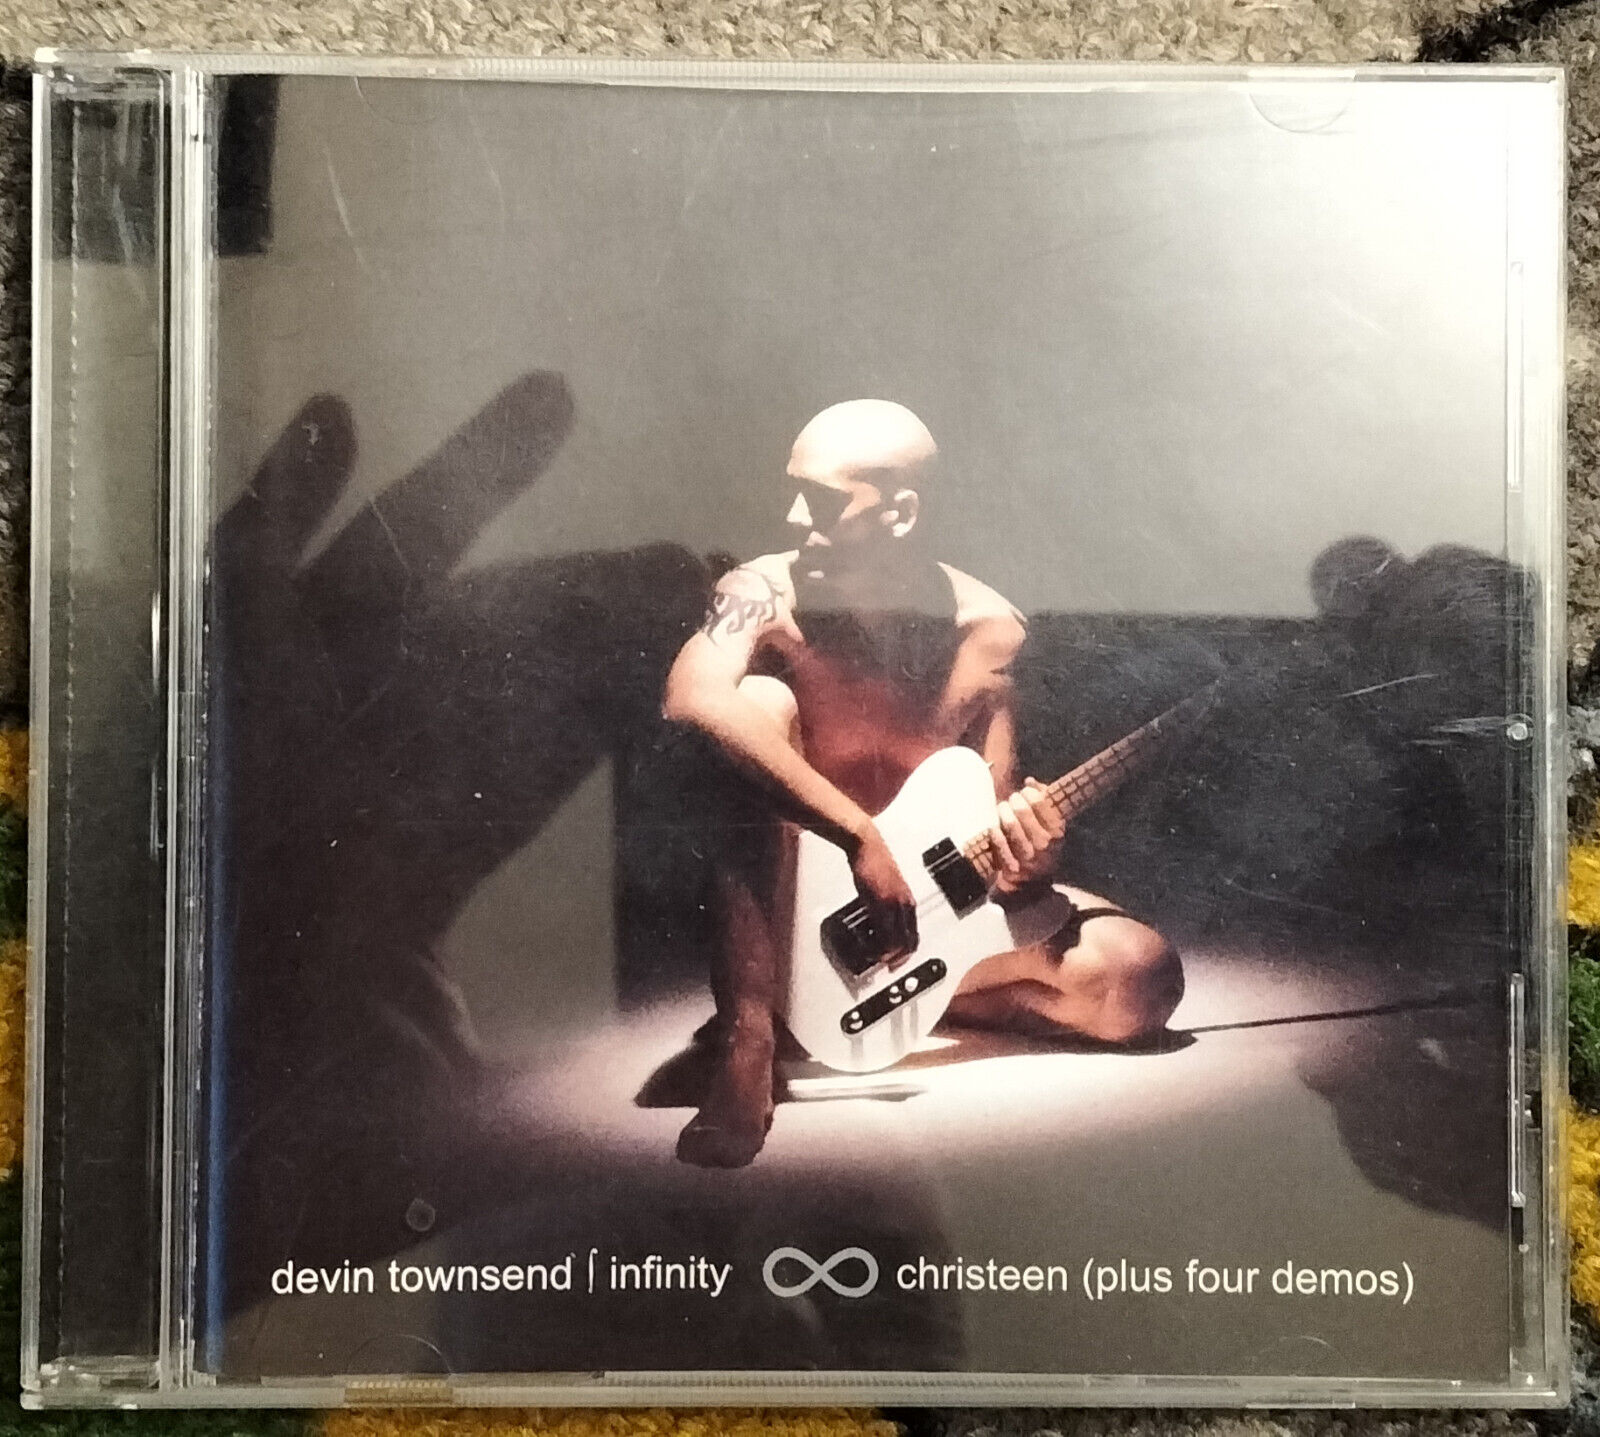 devin townsend ∫ infinity ∞ christeen (plus four demos)